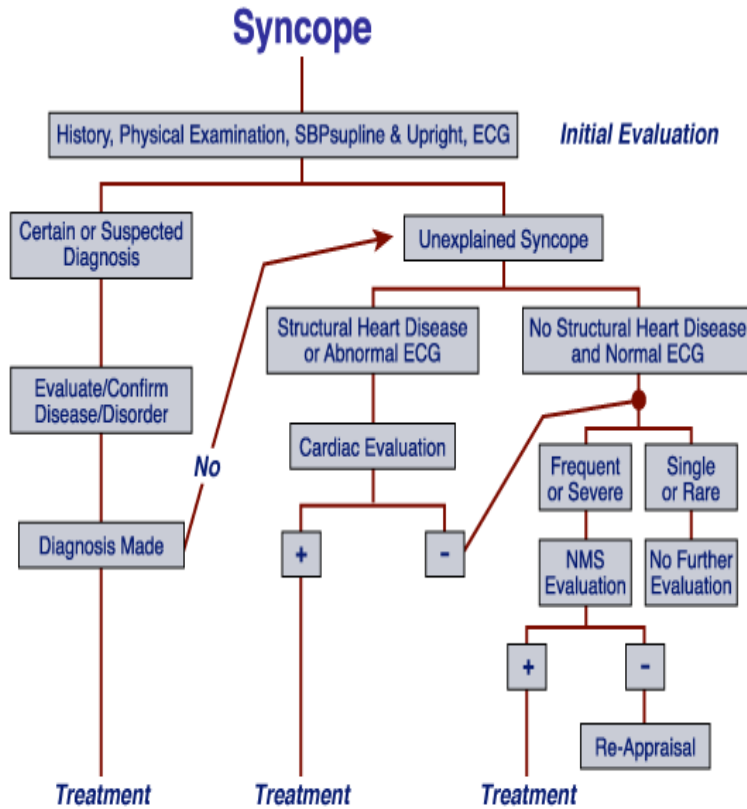 Syncope
History, Physical Examination, SBPsupline & Upright, ECG
Initial Evaluation
Certain or Suspected
Diagnosis
Unexplained Syncope
Structural Heart Disease
or Abnormal ECG
No Structural Heart Disease
and Normal ECG
Evaluate/Confirm
Disease/Disorder
Cardiac Evaluation
No
Frequent
or Severe
Single
or Rare
Diagnosis Made
+
-
NMS
Evaluation
No Further
Evaluation
+
-
Re-Appraisal
Treatment
Treatment
Treatment